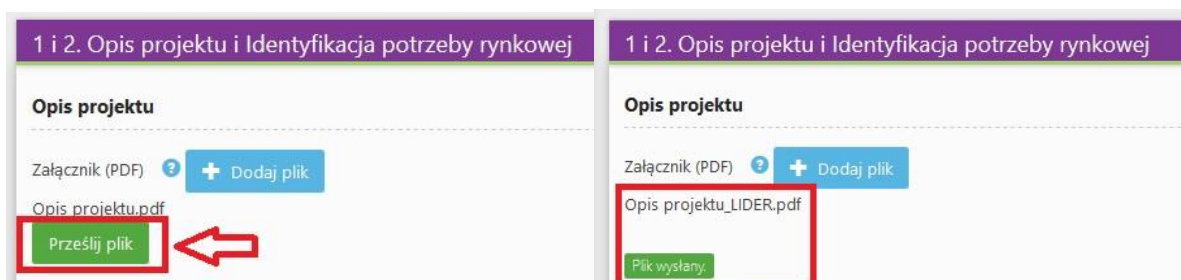 1 i 2. Opis projektu i Identyfikacja potrzeby rynkowej
Opis projektu
Załącznik (PDF) ? + Dodaj plik
Opis projektu.pdf
Prześlij plik
1 i 2. Opis projektu i Identyfikacja potrzeby rynkowej
Opis projektu
Załącznik (PDF) ? + Dodaj plik
Opis projektu_LIDER.pdf
Plik wysłany.